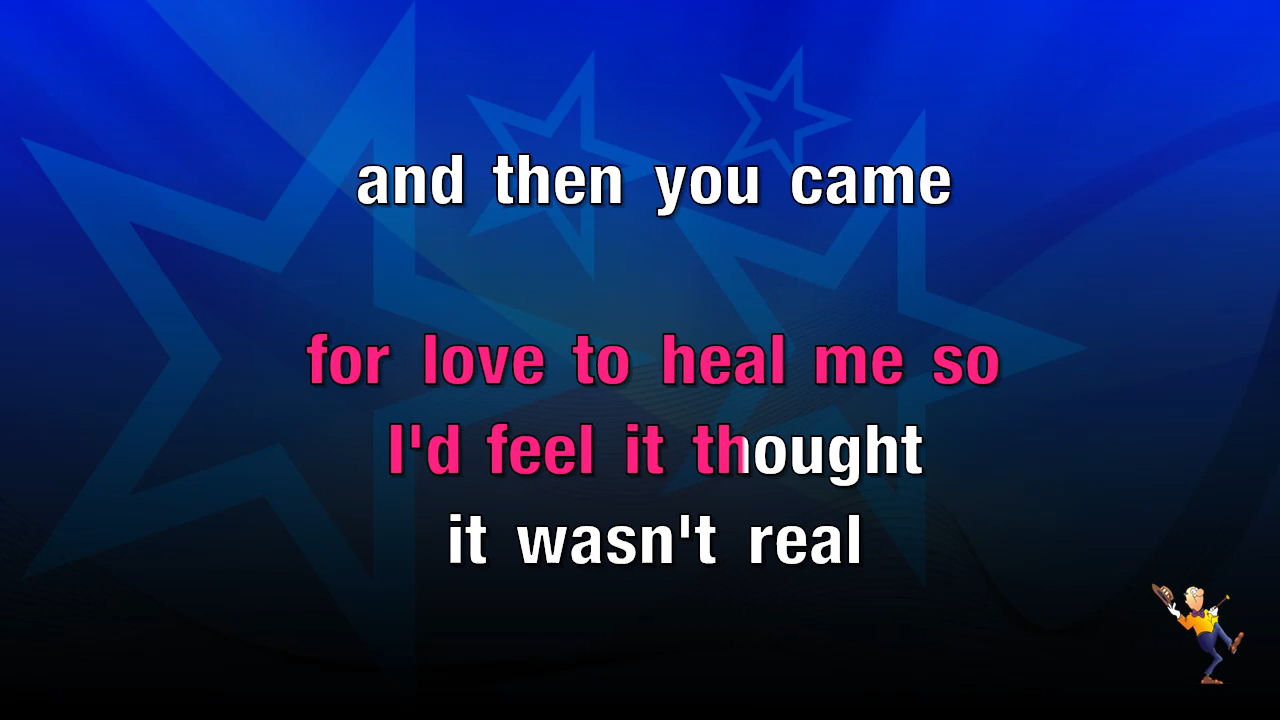 and then you came
for love to heal me so
I'd feel it thought
it wasn't real